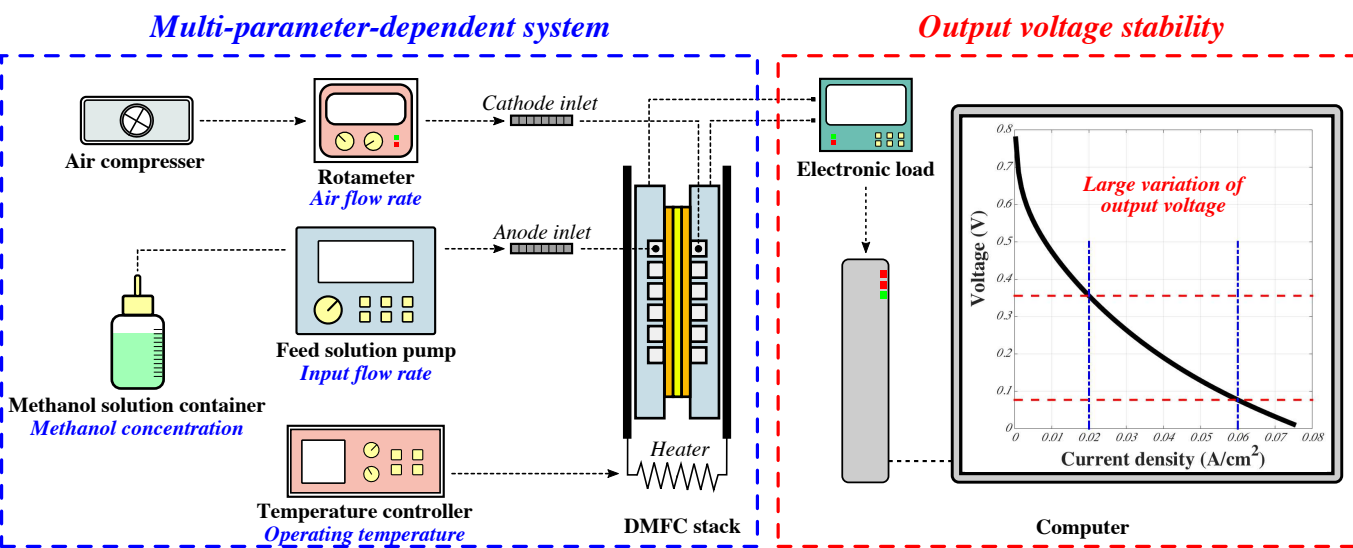 Multi-parameter-dependent system
Output voltage stability
Air compresser
Rotameter
Air flow rate
Cathode inlet
Feed solution pump
Input flow rate
Anode inlet
Methanol solution container
Methanol concentration
Temperature controller
Operating temperature
Heater
DMFC stack
Electronic load
Computer
Large variation of
output voltage
Voltage (V)
0.8
0.7
0.6
0.5
0.4
0.3
0.2
0.1
0
0
0.01
0.02
0.03
0.04
0.05
0.06
0.07
0.08
Current density (A/cm²)